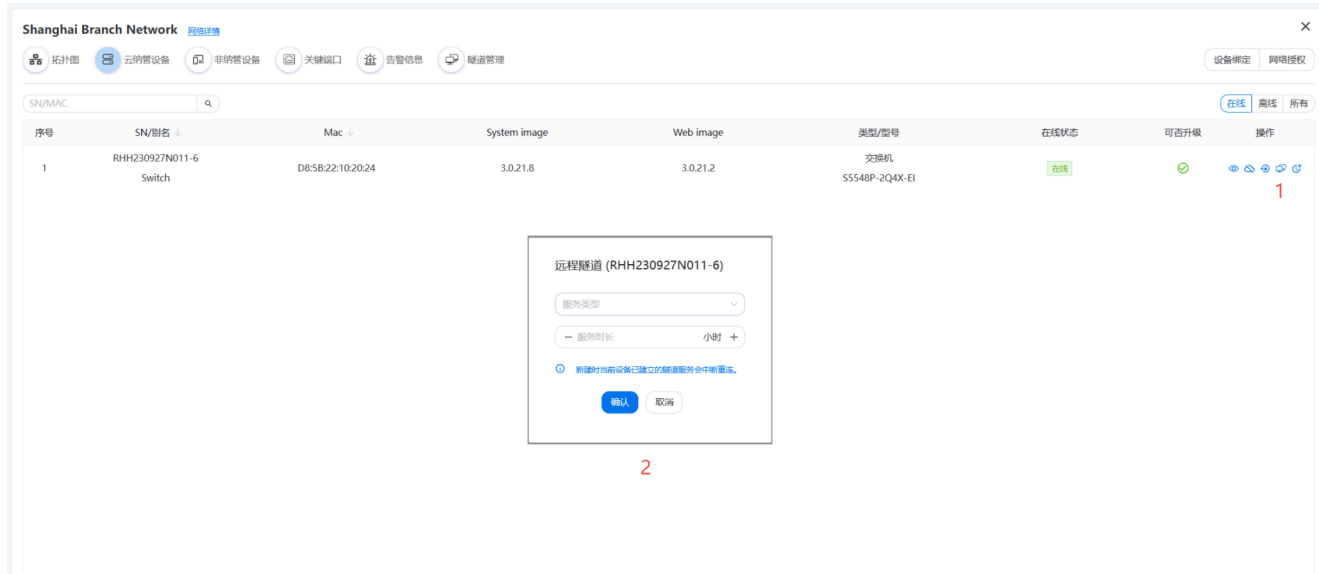 Shanghai Branch Network 网络详情
拓扑图 云纳管设备 非纳管设备 关键端口 告警信息 隧道管理 设备绑定 网络授权
SN/MAC 在线 离线 所有
序号 SN/别名 Mac System image Web image 类型/型号 在线状态 可否升级 操作
RHH230927N011-6 交换机
1 D8:5B:22:10:20:24 3.0.21.8 3.0.21.2 在线
Switch S5548P-2Q4X-EI
1
远程隧道 (RHH230927N011-6)
服务类型
服务时长 小时
新建时当前设备已建立的隧道服务会中断重连。
确认 取消
2